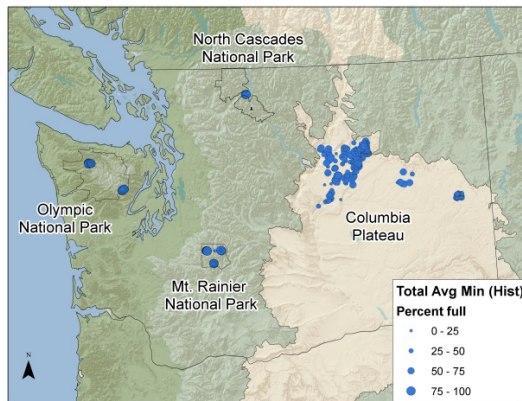 North Cascades
National Park
Olympic
National Park
Columbia
Plateau
Mt. Rainier
National Park
N
Total Avg Min (Hist)
Percent full
0 - 25
25 - 50
50 - 75
75 - 100